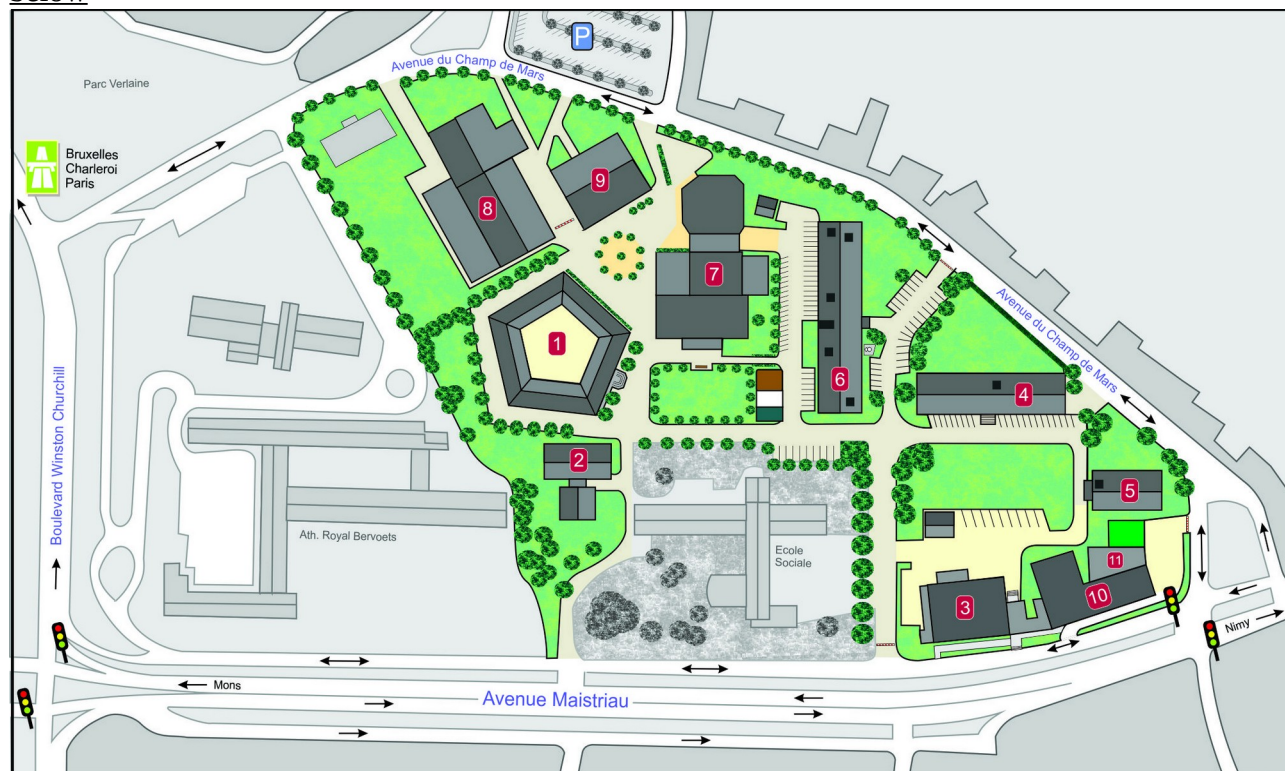 below
P
Avenue du Champ de Mars
Parc Verlaine
Bruxelles
Charleroi
Paris
9
8
7
Avenue du Champ de Mars
1
6
4
Boulevard Winston Churchill
2
5
Ath. Royal Bervoets
Ecole
Sociale
11
10
3
Nimy
Mons
Avenue Maistriau